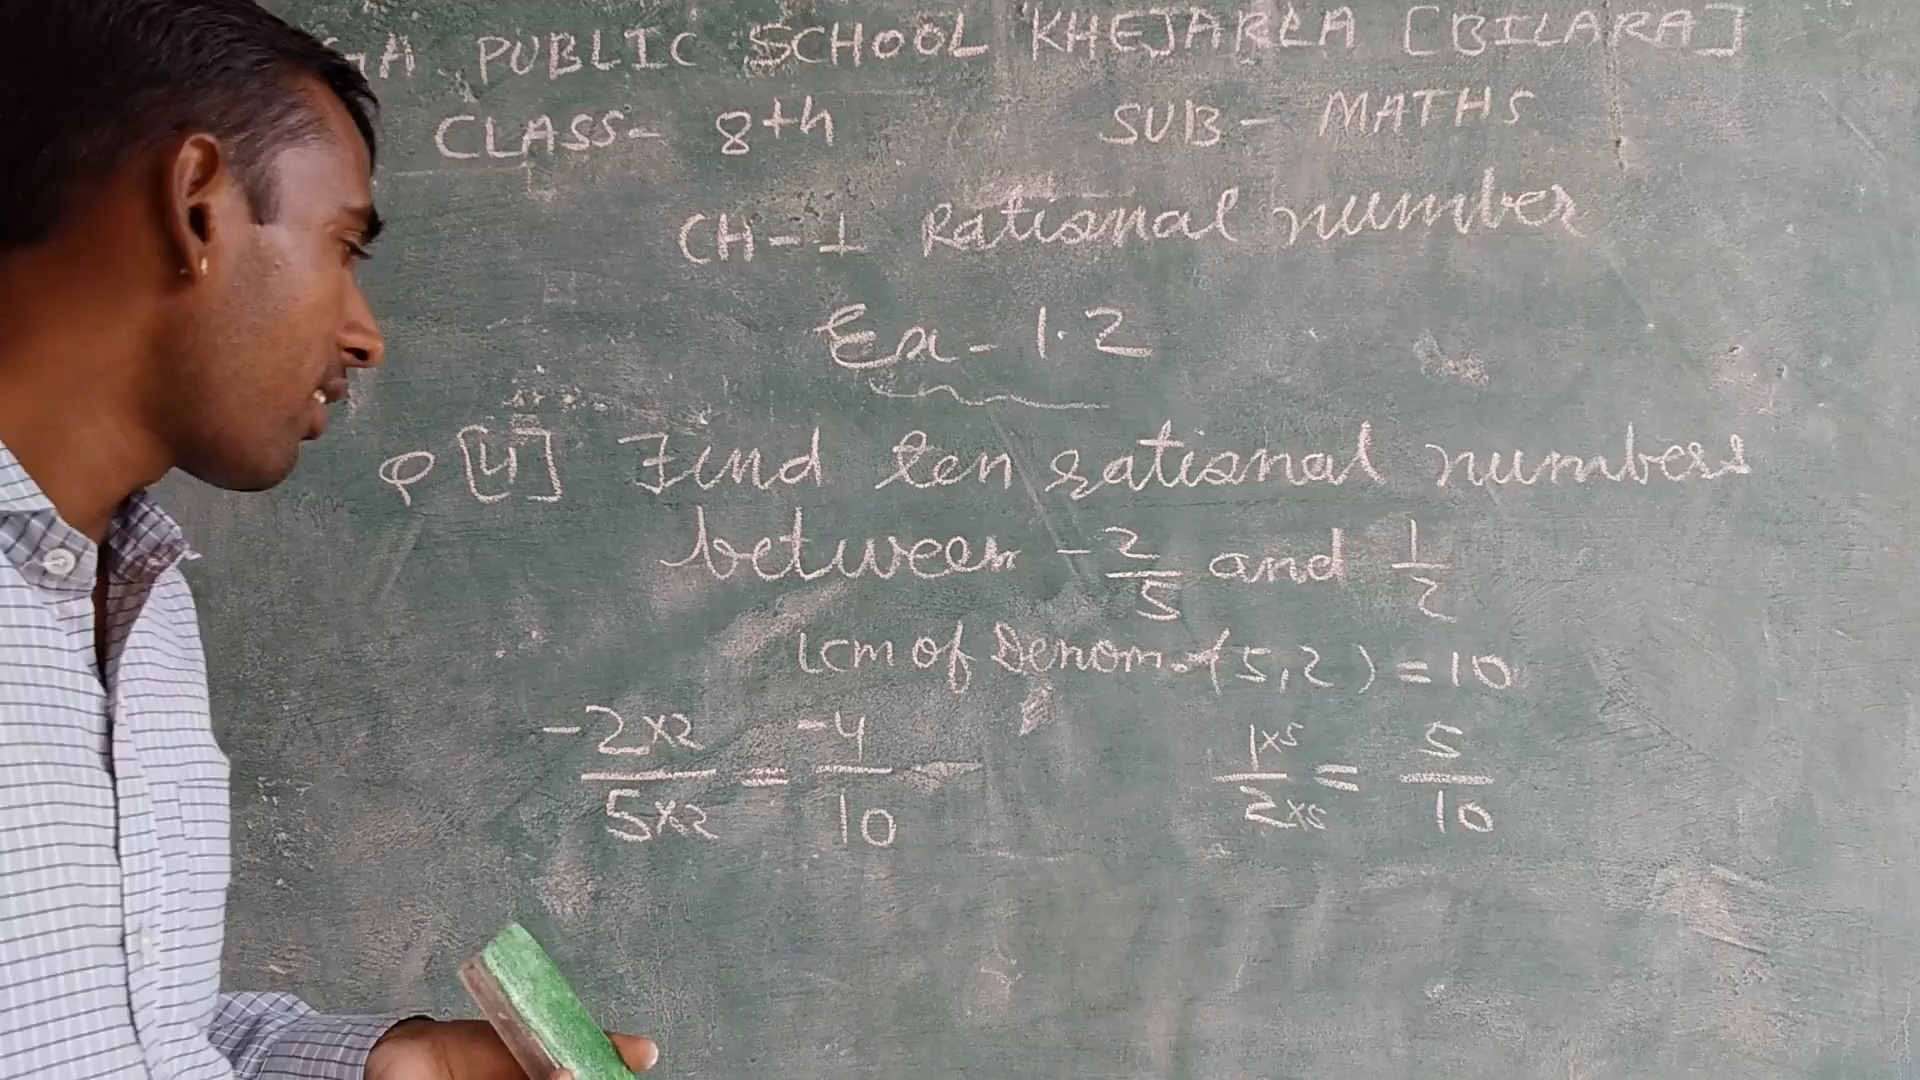 GA PUBLIC SCHOOL KHEJARLA [BILARA]
CLASS- 8th SUB- MATHS
CH-1 Rational number
Ex-1.2
Q[4] Find ten rational numbers
between -2/5 and 1/2
LCM of Denom.(5,2)=10
-2×2/5×2 = -4/10 1×5/2×5 = 5/10